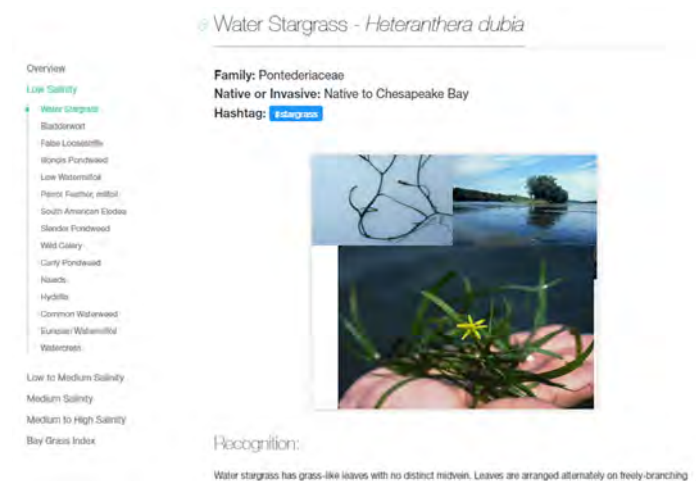 Water Stargrass - Heteranthera dubia
Overview
Low Salinity
Water Stargrass
Bladderwort
False Loosestrife
Illinois Pondweed
Low Watermilfoil
Parrot Feather, milfoil
South American Elodea
Slender Pondweed
Wild Celery
Curly Pondweed
Naiads
Hydrilla
Common Waterweed
Eurasian Watermilfoil
Watercress
Low to Medium Salinity
Medium Salinity
Medium to High Salinity
Bay Grass Index
Family: Pontederiaceae
Native or Invasive: Native to Chesapeake Bay
Hashtag: #stargrass
Recognition:
Water stargrass has grass-like leaves with no distinct midvein. Leaves are arranged alternately on freely-branching